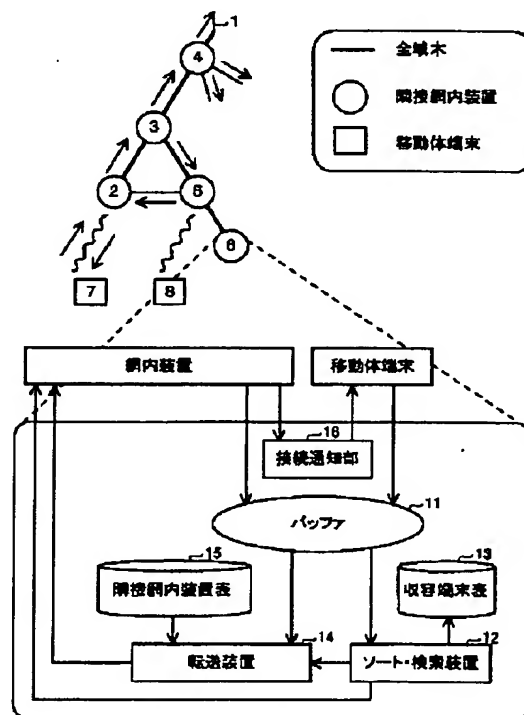 1
4
全域木
隣接網内装置
3
移動体端末
2
5
6
7
8
網内装置
移動体端末
16
接続通知部
11
バッファ
15
13
隣接網内装置表
収容端末表
14
12
転送装置
ソート・検索装置